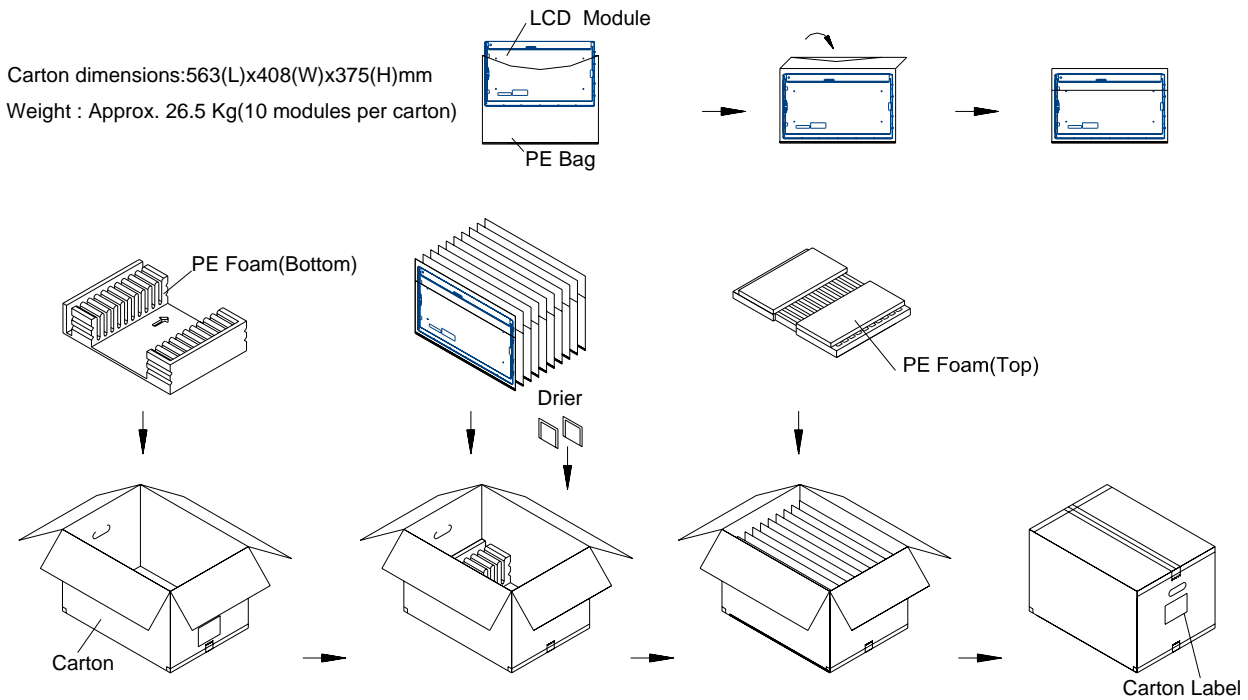 LCD Module
Carton dimensions:563(L)x408(W)x375(H)mm
Weight : Approx. 26.5 Kg(10 modules per carton)
PE Bag
PE Foam(Bottom)
PE Foam(Top)
Drier
Carton
Carton Label